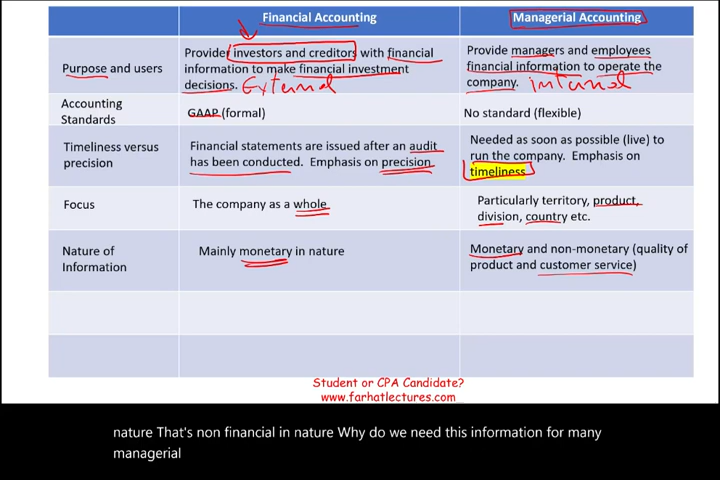 Financial Accounting
Managerial Accounting
Purpose and users
Provider investors and creditors with financial
information to make financial investment
decisions. External
Provide managers and employees
financial information to operate the
company. internal
Accounting
Standards
GAAP (formal)
No standard (flexible)
Timeliness versus
precision
Financial statements are issued after an audit
has been conducted. Emphasis on precision
Needed as soon as possible (live) to
run the company. Emphasis on
timeliness
Focus
The company as a whole
Particularly territory, product,
division, country etc.
Nature of
Information
Mainly monetary in nature
Monetary and non-monetary (quality of
product and customer service)
Student or CPA Candidate?
www.farhatlectures.com
nature That's non financial in nature Why do we need this information for many
managerial